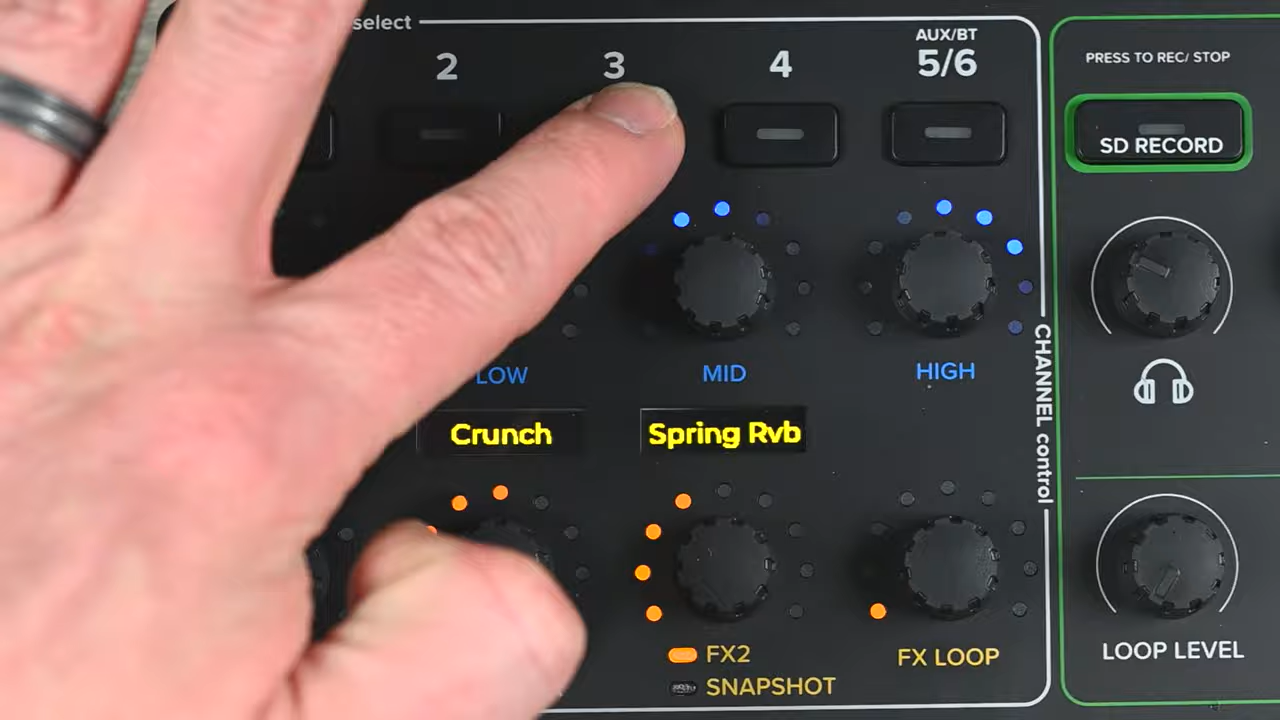 select
2
3
4
AUX/BT
5/6
PRESS TO REC/ STOP
SD RECORD
LOW
MID
HIGH
CHANNEL control
Crunch
Spring Rvb
FX2
SNAPSHOT
FX LOOP
LOOP LEVEL